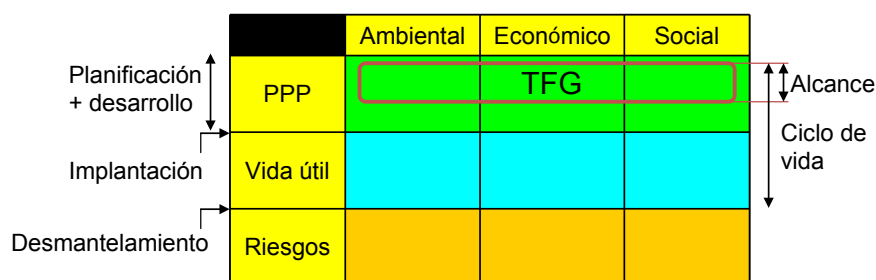 Ambiental Económico Social
Planificación
+ desarrollo
PPP
TFG
Alcance
Ciclo de
vida
Implantación
Vida útil
Desmantelamiento
Riesgos